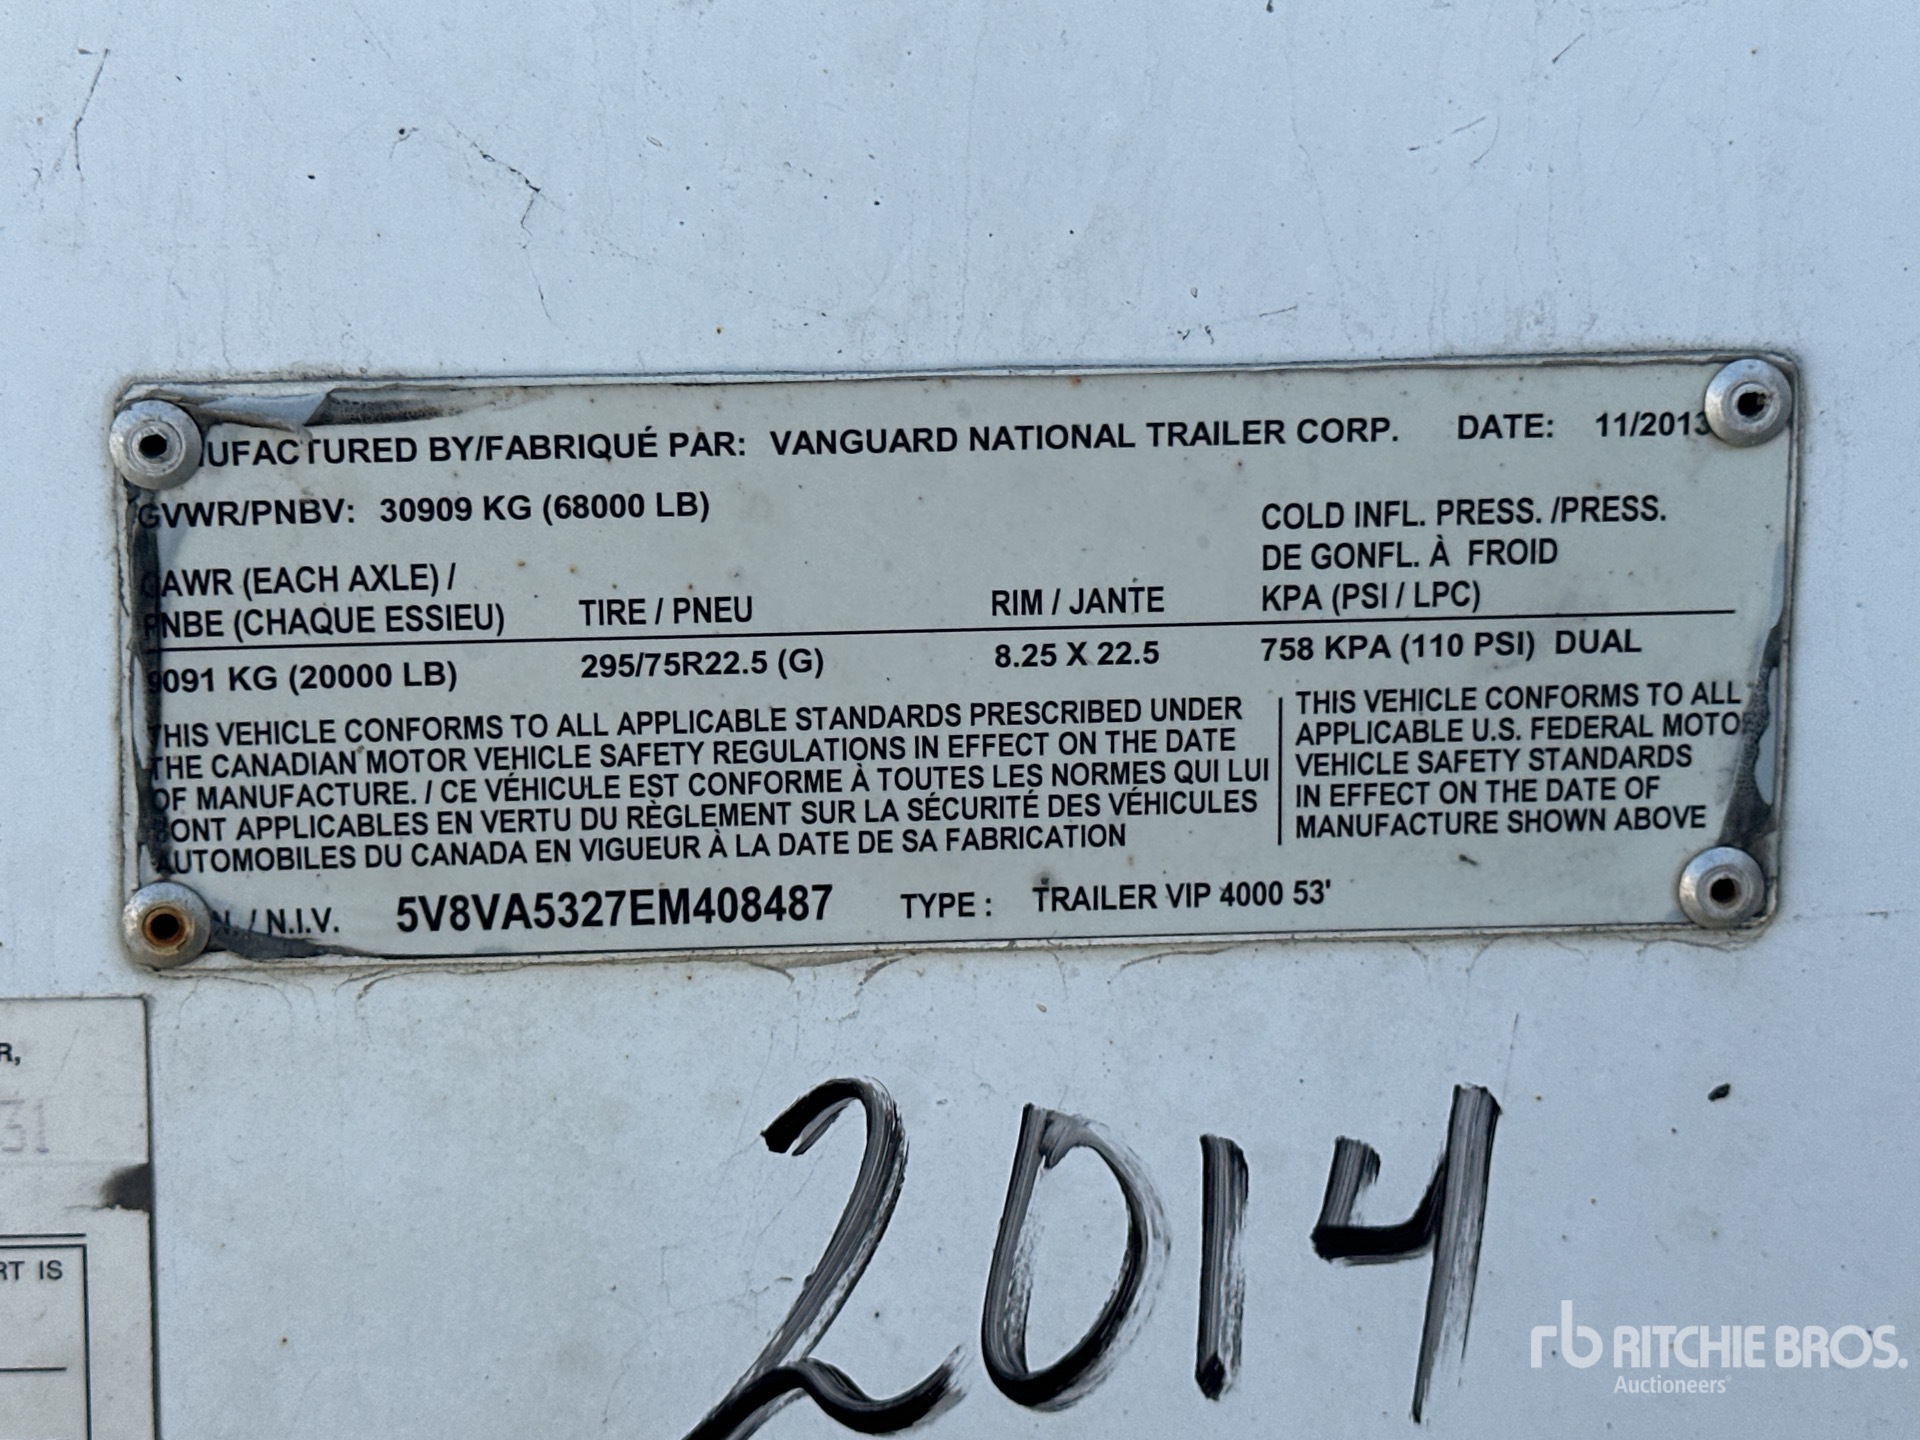 MANUFACTURED BY/FABRIQUÉ PAR: VANGUARD NATIONAL TRAILER CORP. DATE: 11/2013
GVWR/PNBV: 30909 KG (68000 LB)
COLD INFL. PRESS. /PRESS.
DE GONFL. À FROID
KPA (PSI / LPC)
GAWR (EACH AXLE) /
PNBE (CHAQUE ESSIEU) TIRE / PNEU RIM / JANTE
9091 KG (20000 LB) 295/75R22.5 (G) 8.25 X 22.5 758 KPA (110 PSI) DUAL
THIS VEHICLE CONFORMS TO ALL APPLICABLE STANDARDS PRESCRIBED UNDER
THE CANADIAN MOTOR VEHICLE SAFETY REGULATIONS IN EFFECT ON THE DATE
OF MANUFACTURE. / CE VÉHICULE EST CONFORME À TOUTES LES NORMES QUI LUI
SONT APPLICABLES EN VERTU DU RÈGLEMENT SUR LA SÉCURITÉ DES VÉHICULES
AUTOMOBILES DU CANADA EN VIGUEUR À LA DATE DE SA FABRICATION
THIS VEHICLE CONFORMS TO ALL
APPLICABLE U.S. FEDERAL MOTOR
VEHICLE SAFETY STANDARDS
IN EFFECT ON THE DATE OF
MANUFACTURE SHOWN ABOVE
N. / N.I.V. 5V8VA5327EM408487 TYPE : TRAILER VIP 4000 53'
R,
RT IS
2014
rb RITCHIE BROS.
Auctioneers